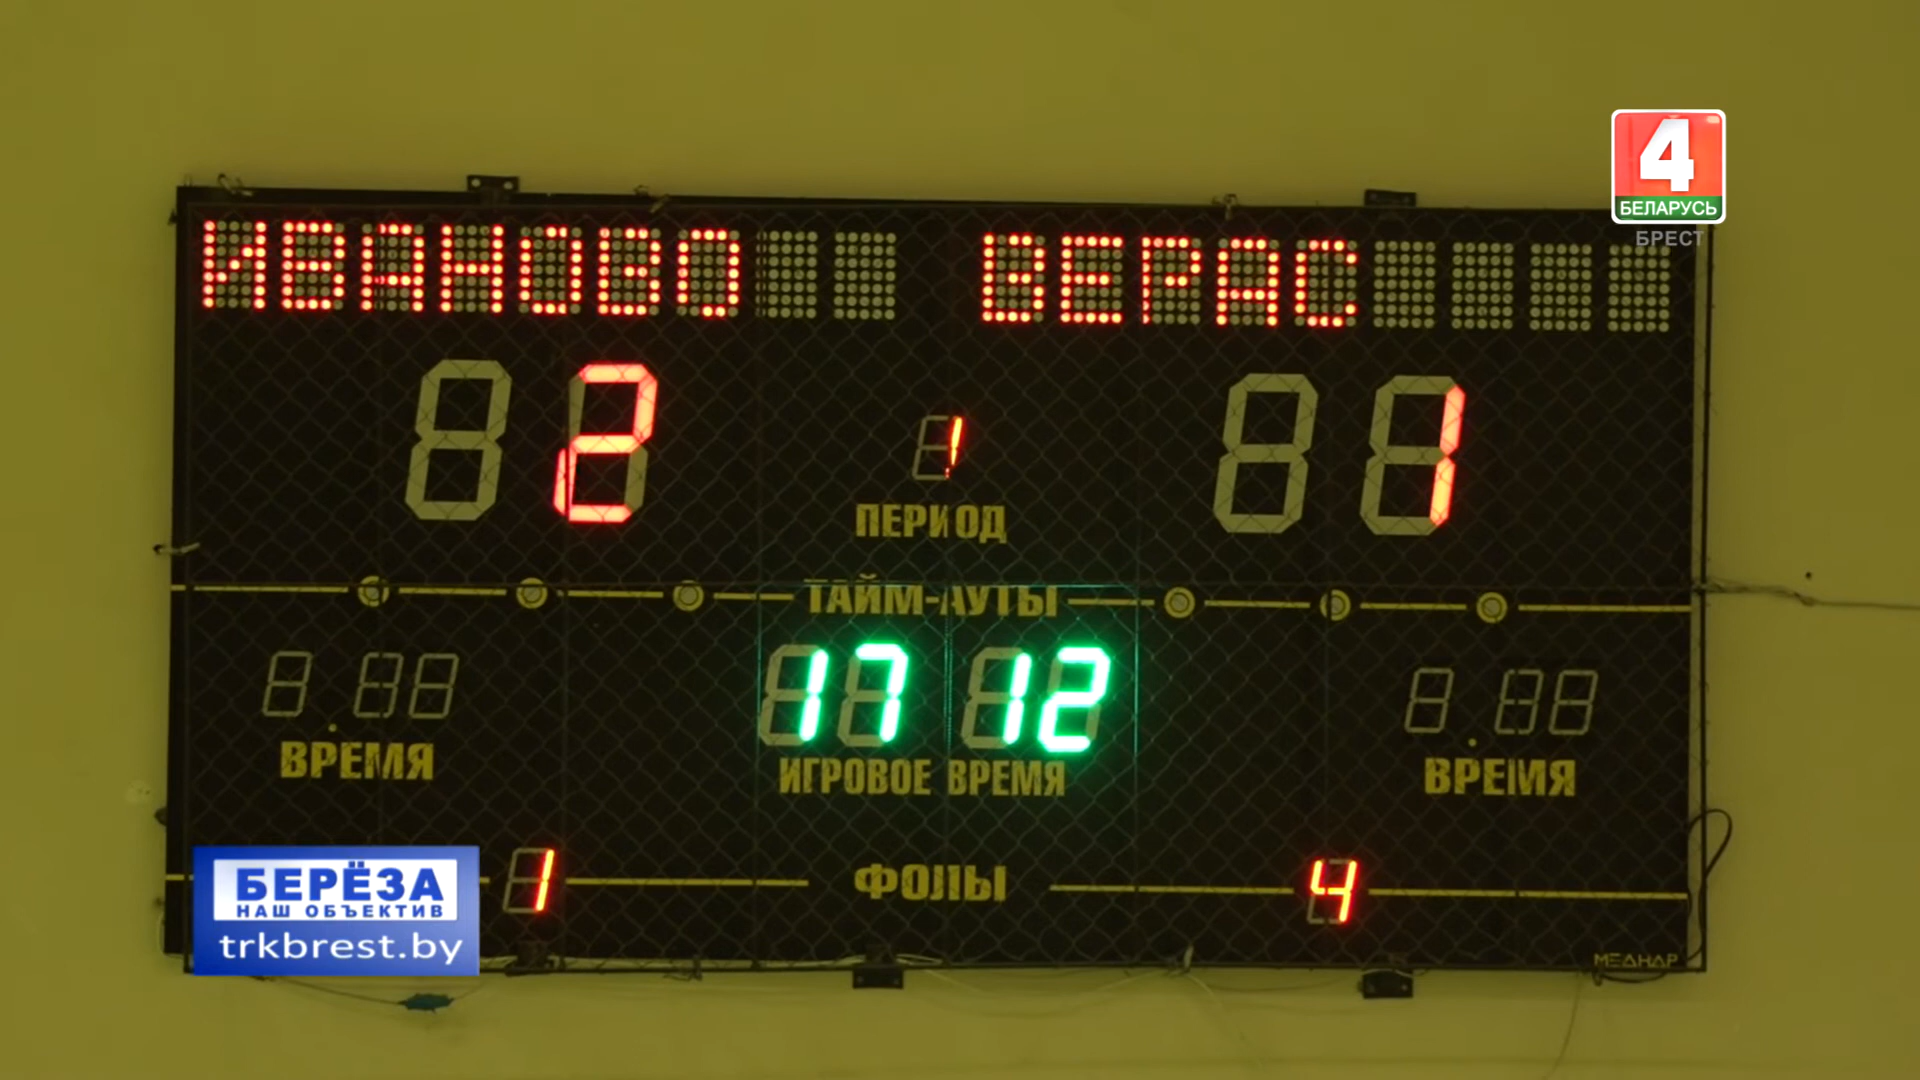 4
БЕЛАРУСЬ
БРЕСТ
ИВАНОВО ВЕРАС
2 1 1
ПЕРИОД
ТАЙМ-АУТЫ
17 12
ВРЕМЯ ИГРОВОЕ ВРЕМЯ ВРЕМЯ
1 ФОЛЫ 4
БЕРЁЗА
НАШ ОБЪЕКТИВ
trkbrest.by